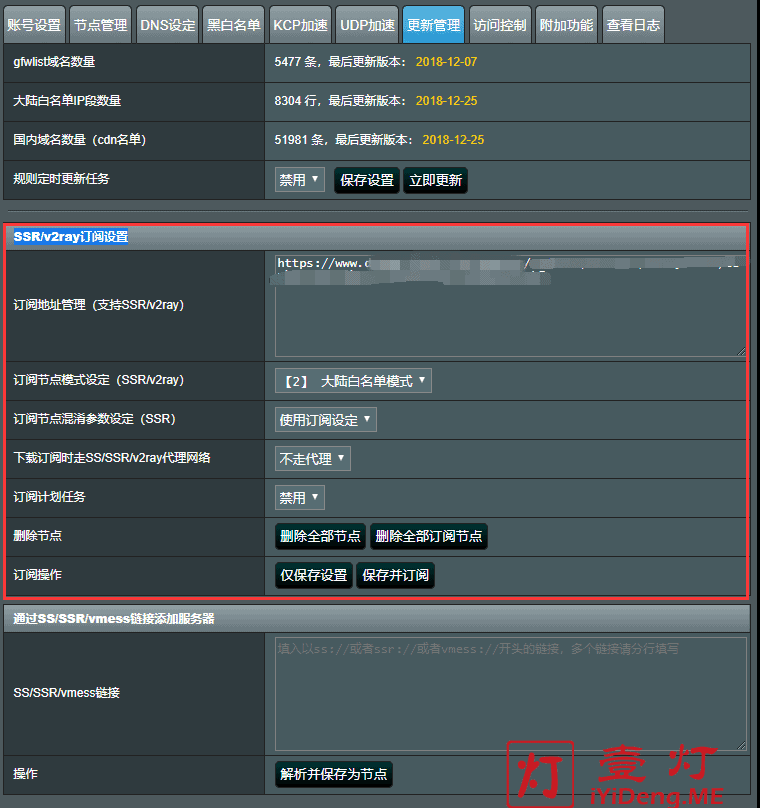 账号设置 节点管理 DNS设定 黑白名单 KCP加速 UDP加速 更新管理 访问控制 附加功能 查看日志
gfwlist域名数量 5477 条，最后更新版本： 2018-12-07
大陆白名单IP段数量 8304 行，最后更新版本： 2018-12-25
国内域名数量（cdn名单） 51981 条，最后更新版本： 2018-12-25
规则定时更新任务 禁用 保存设置 立即更新
SSR/v2ray订阅设置
https://www.d
订阅地址管理（支持SSR/v2ray）
订阅节点模式设定（SSR/v2ray） 【2】 大陆白名单模式
订阅节点混淆参数设定（SSR） 使用订阅设定
下载订阅时走SS/SSR/v2ray代理网络 不走代理
订阅计划任务 禁用
删除节点 删除全部节点 删除全部订阅节点
订阅操作 仅保存设置 保存并订阅
通过SS/SSR/vmess链接添加服务器
填入以ss://或者ssr://或者vmess://开头的链接，多个链接请分行填写
SS/SSR/vmess链接
操作 解析并保存为节点
灯 壹灯
iYiDenq.ME